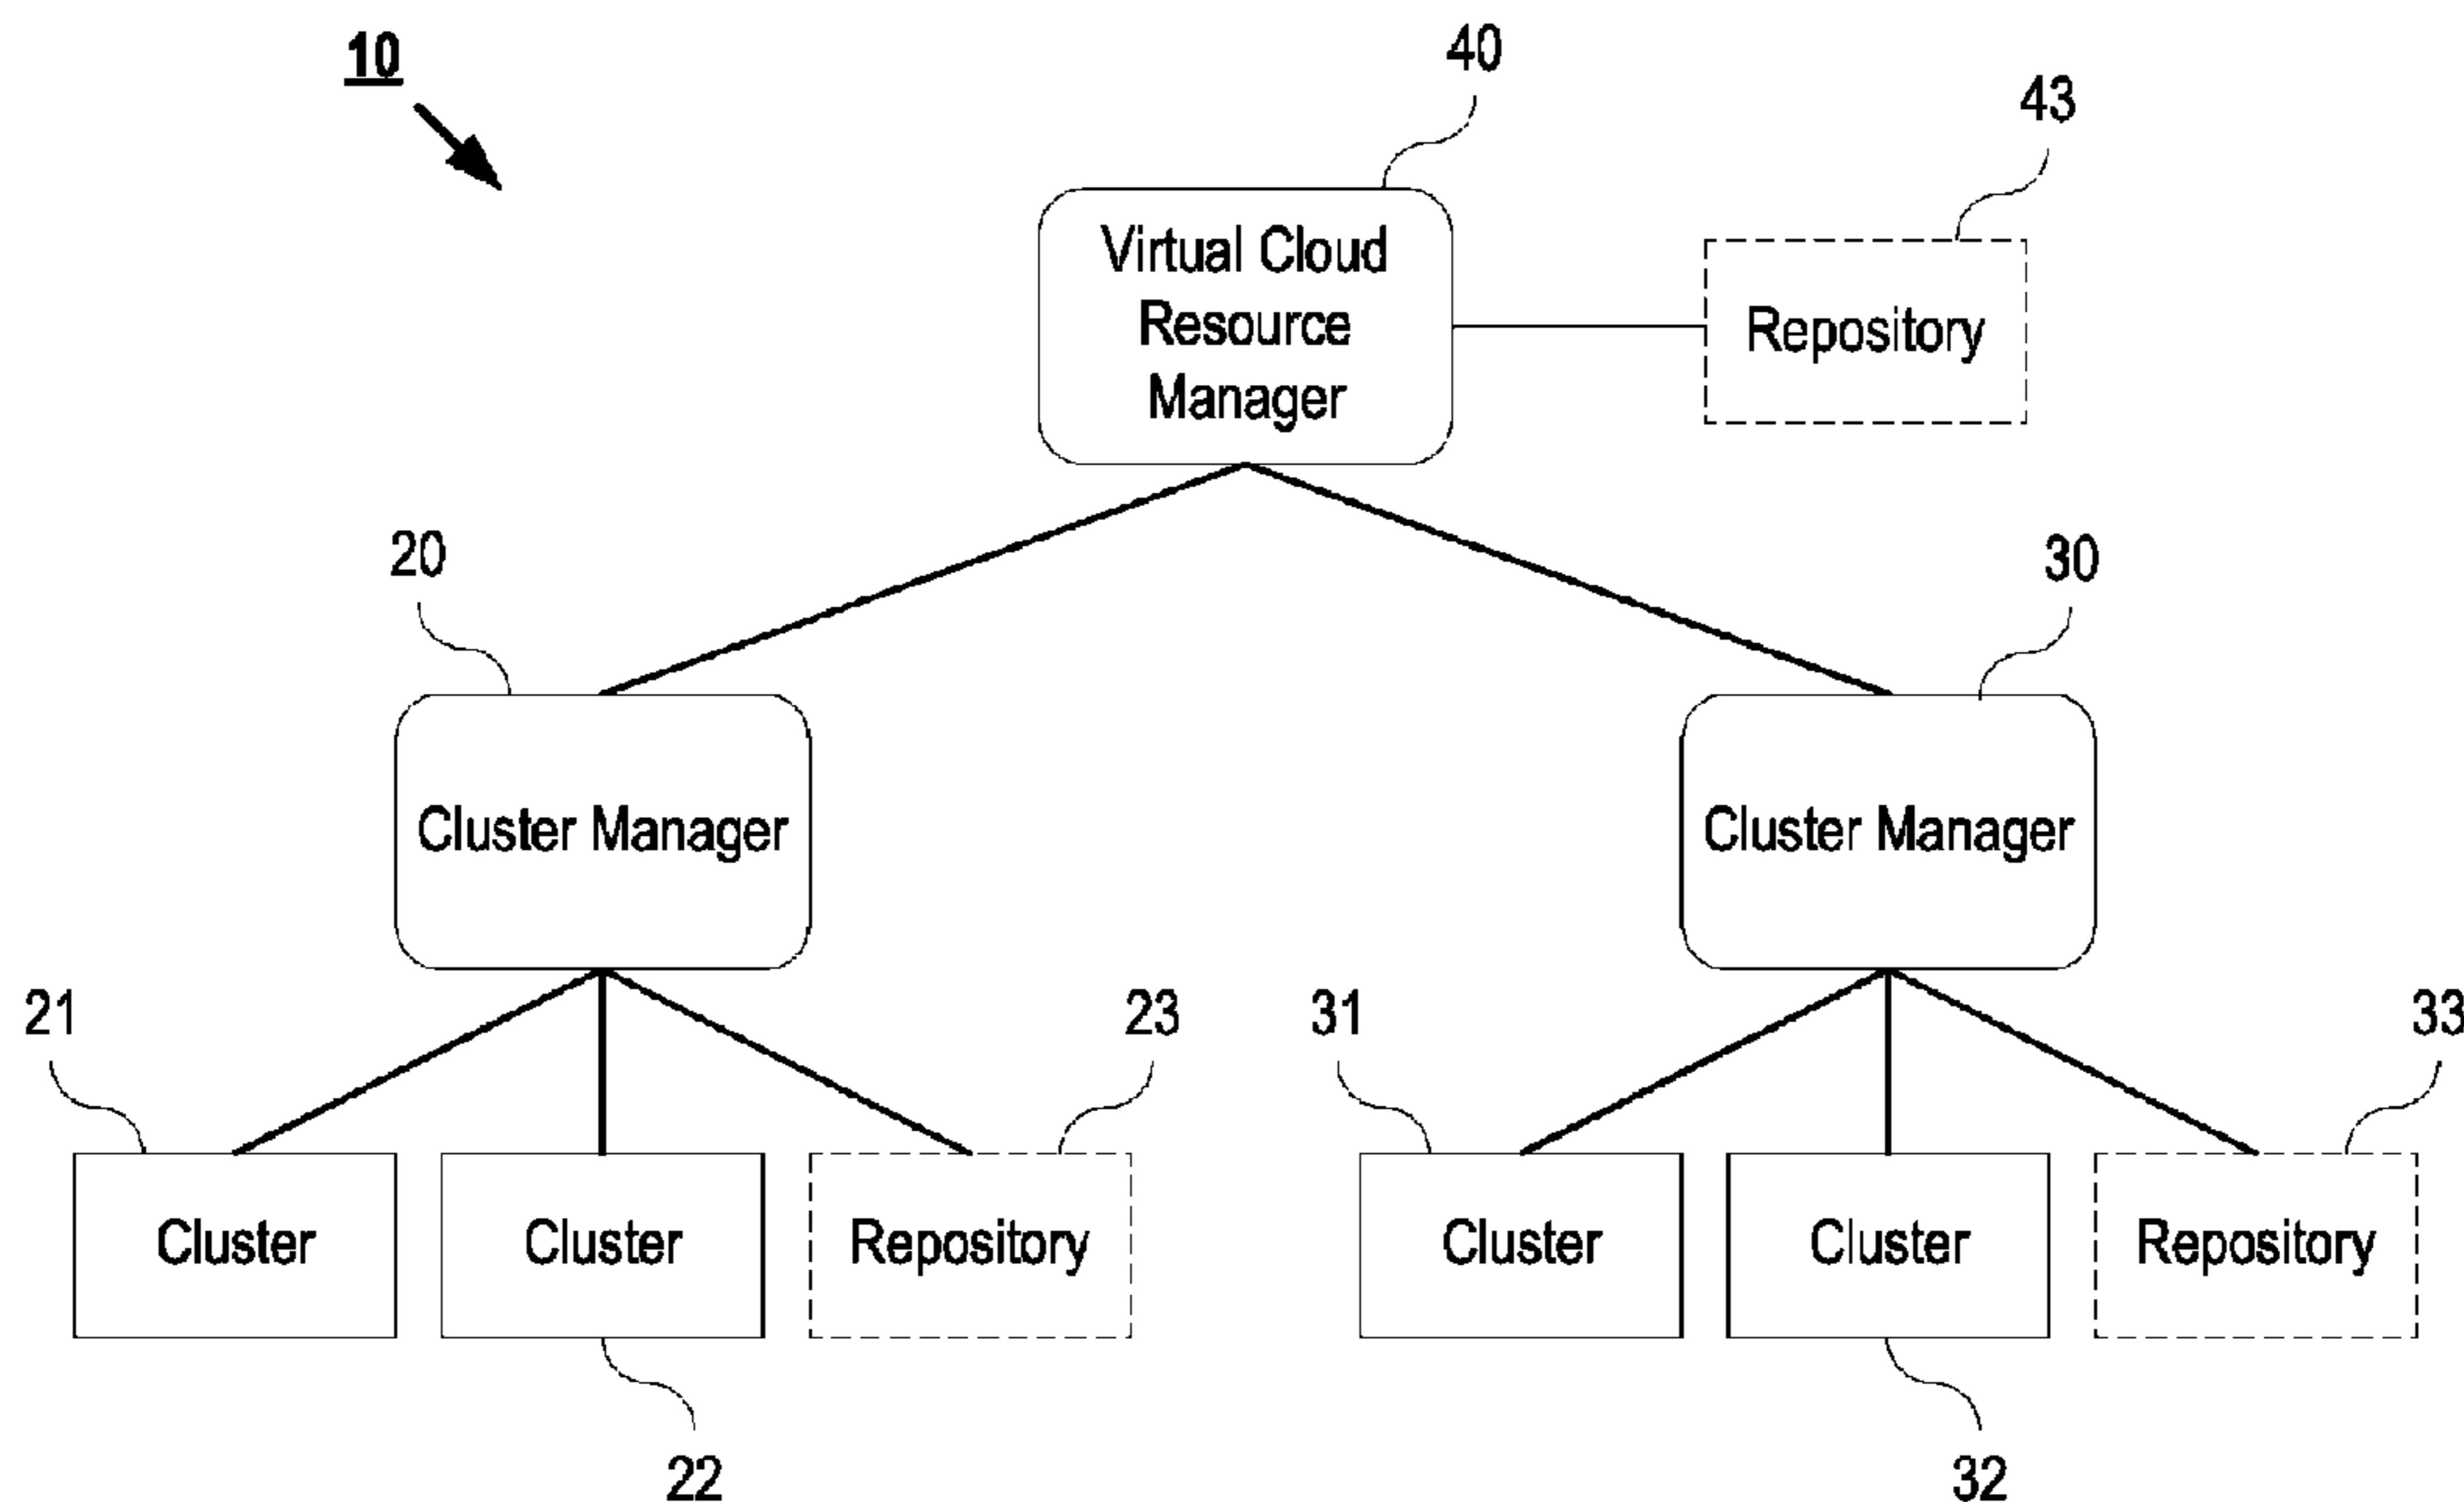 10
40
43
Virtual Cloud
Resource
Manager
Repository
20
30
Cluster Manager
Cluster Manager
21
23
31
33
Cluster
Cluster
Repository
Cluster
Cluster
Repository
22
32